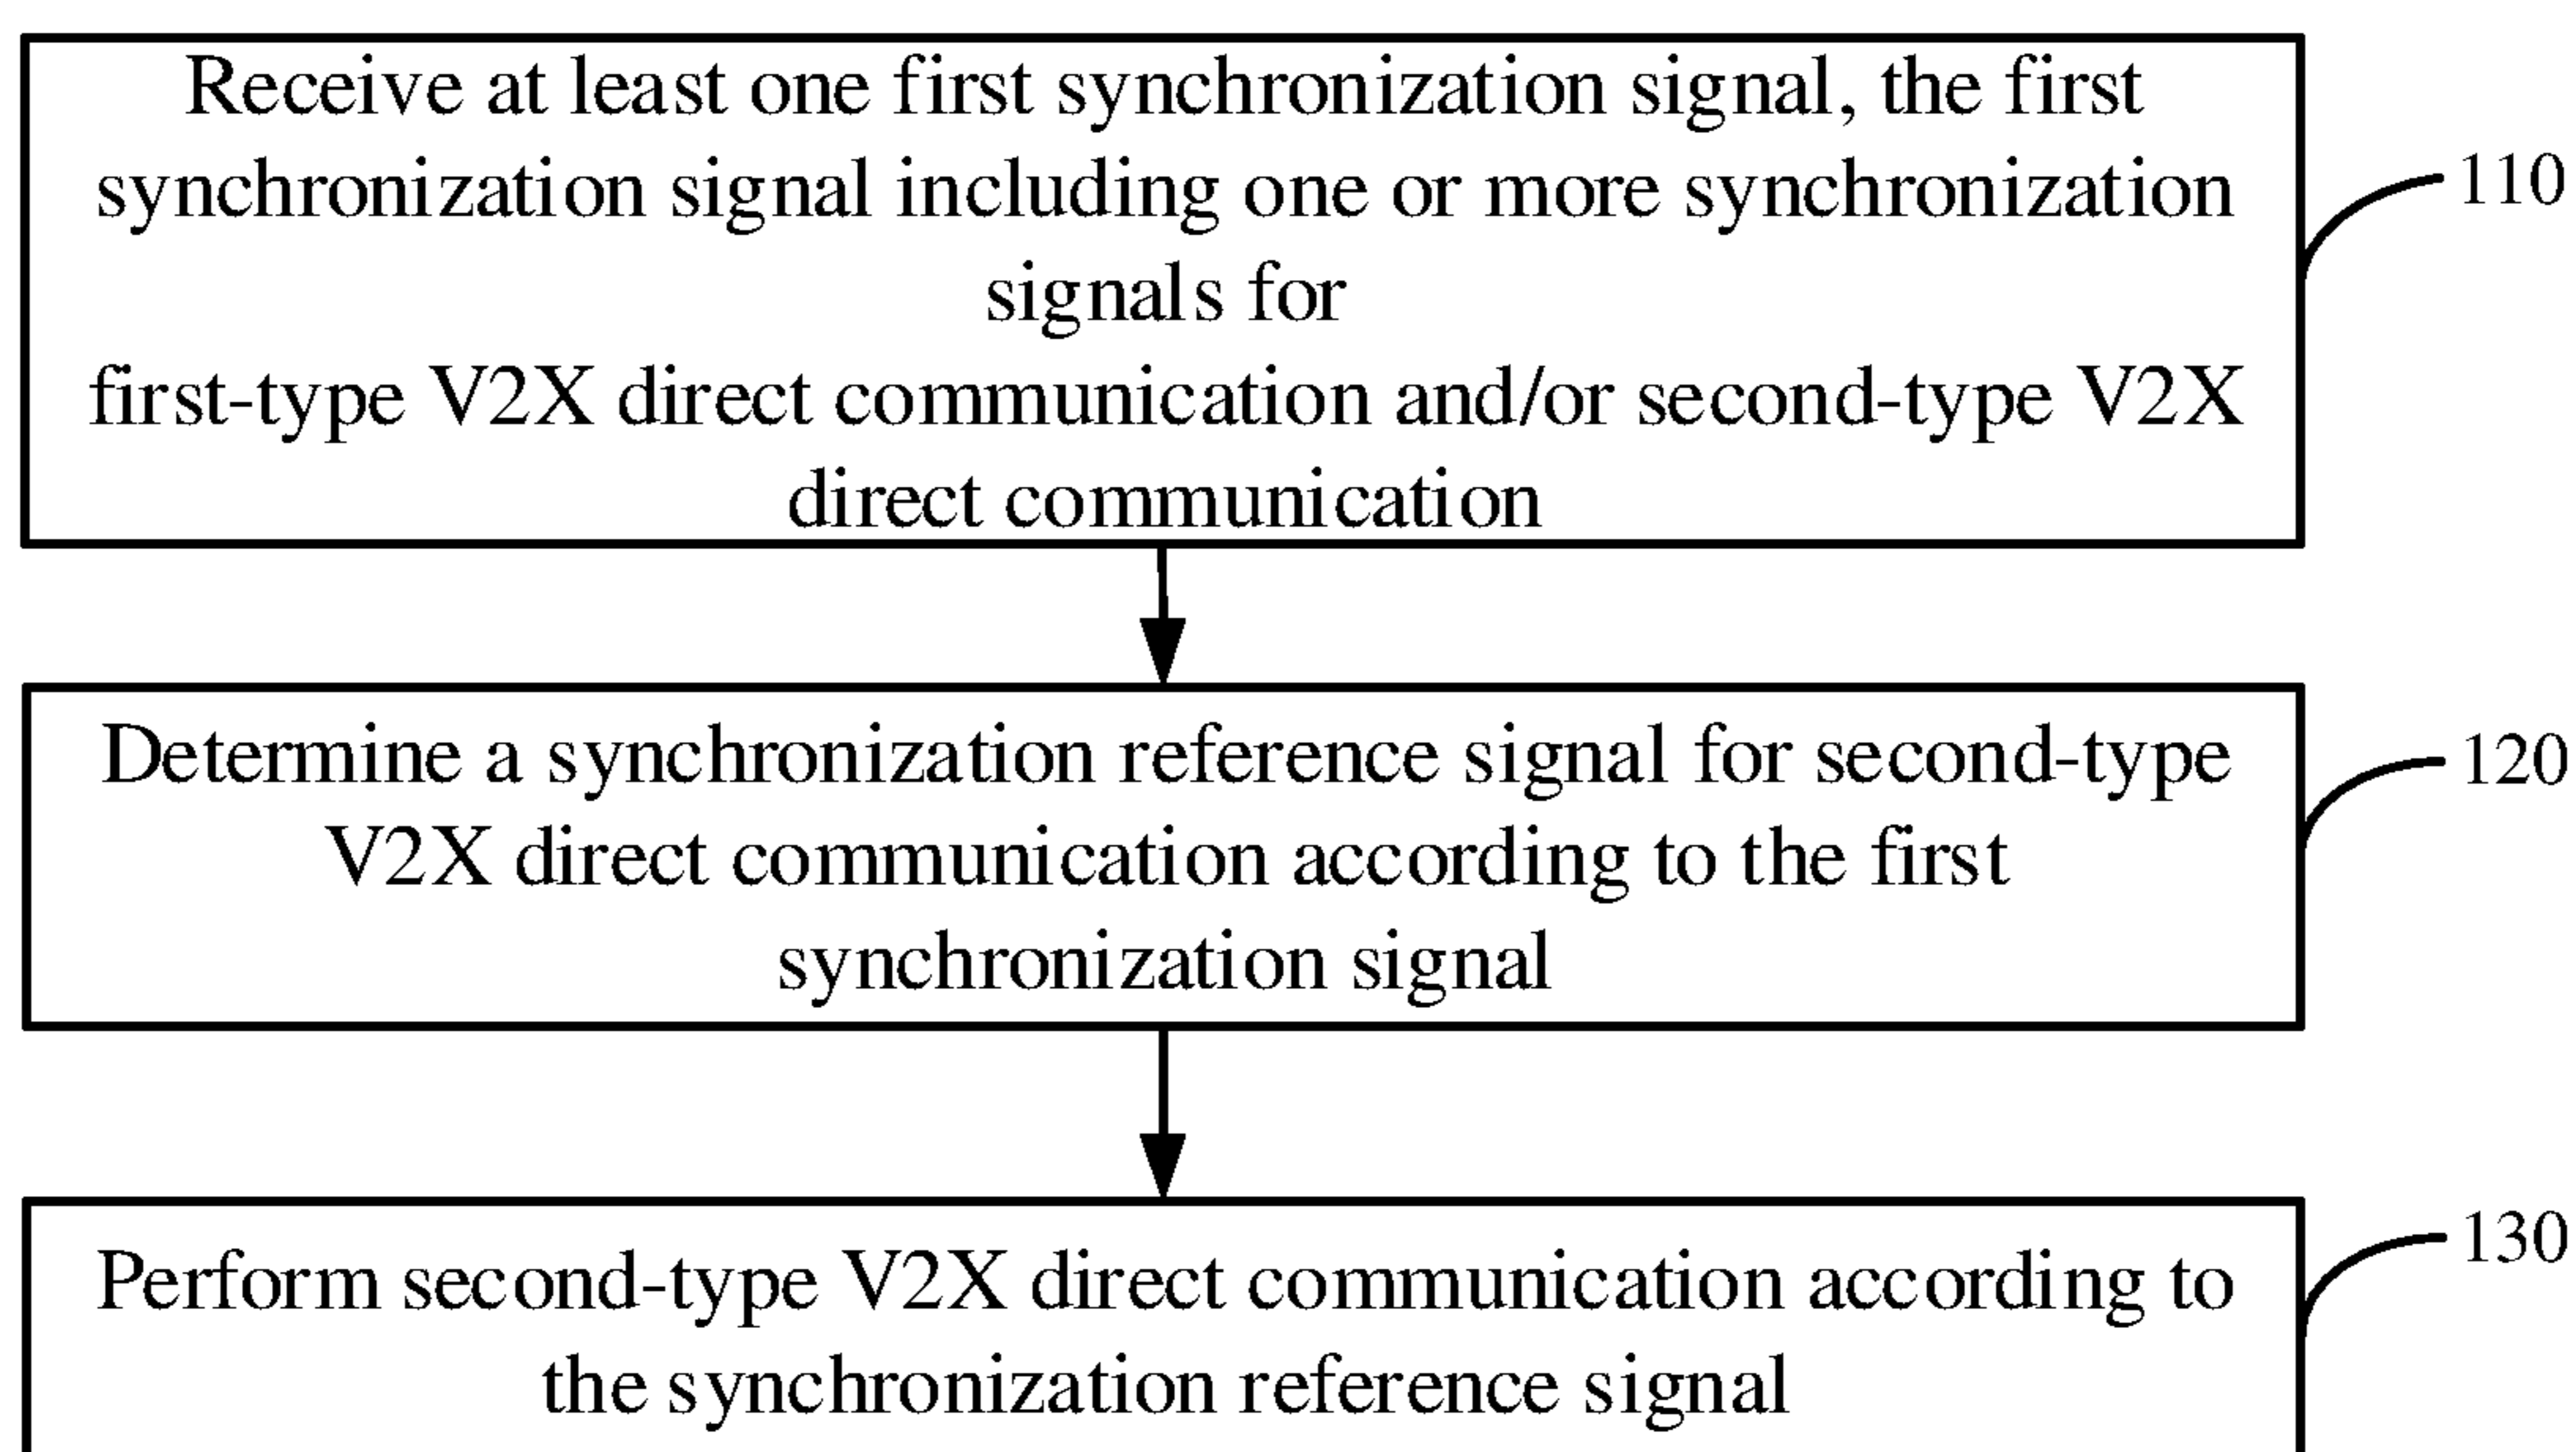 Receive at least one first synchronization signal, the first
synchronization signal including one or more synchronization
signals for
first-type V2X direct communication and/or second-type V2X
direct communication
110
Determine a synchronization reference signal for second-type
V2X direct communication according to the first
synchronization signal
120
Perform second-type V2X direct communication according to
the synchronization reference signal
130